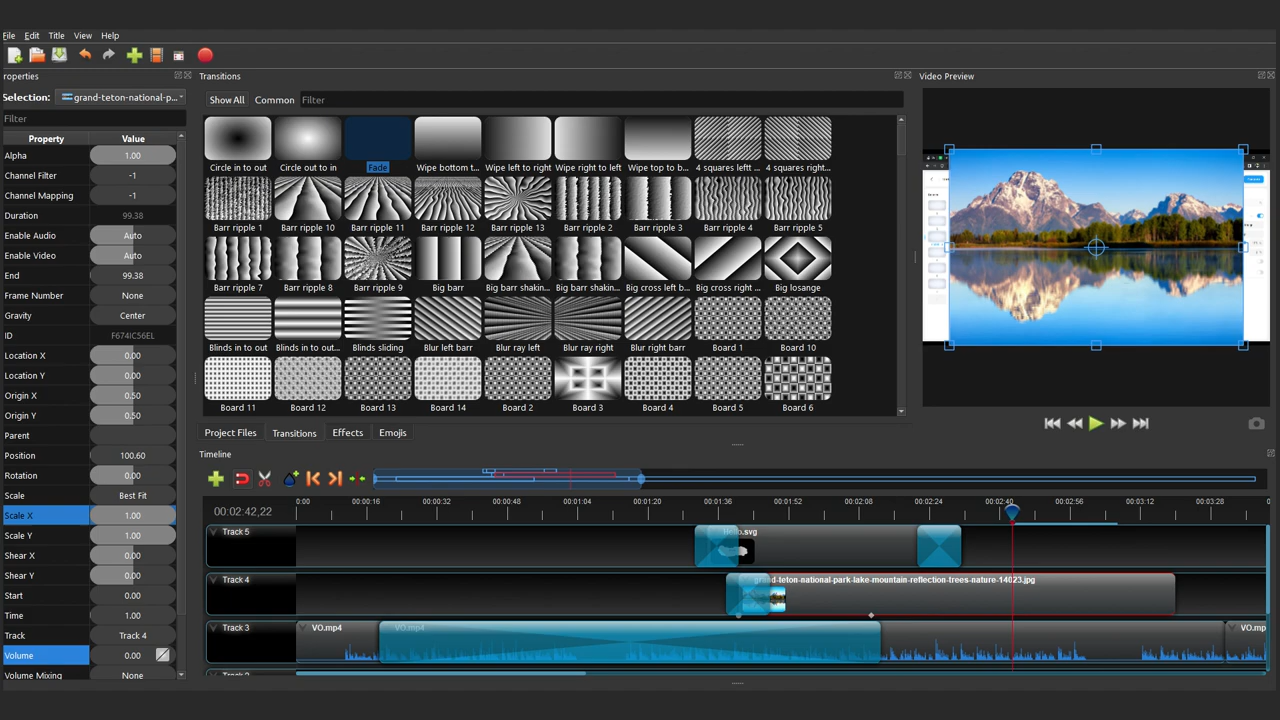 File Edit Title View Help
roperties
Transitions
Video Preview
Selection: grand-teton-national-p...
Show All Common Filter
Filter
Property Value
Alpha 1.00
Channel Filter -1
Channel Mapping -1
Duration 99.38
Enable Audio Auto
Enable Video Auto
End 99.38
Frame Number None
Gravity Center
ID F674IC56EL
Location X 0.00
Location Y 0.00
Origin X 0.50
Origin Y 0.50
Parent
Position 100.60
Rotation 0.00
Scale Best Fit
Scale X 1.00
Scale Y 1.00
Shear X 0.00
Shear Y 0.00
Start 0.00
Time 1.00
Track Track 4
Volume 0.00
Volume Mixing None
Circle in to out Circle out to in Fade Wipe bottom t... Wipe left to right Wipe right to left Wipe top to b... 4 squares left ... 4 squares right...
Barr ripple 1 Barr ripple 10 Barr ripple 11 Barr ripple 12 Barr ripple 13 Barr ripple 2 Barr ripple 3 Barr ripple 4 Barr ripple 5
Barr ripple 7 Barr ripple 8 Barr ripple 9 Big barr Big barr shakin... Big barr shakin... Big cross left b... Big cross right ... Big losange
Blinds in to out Blinds in to out... Blinds sliding Blur left barr Blur ray left Blur ray right Blur right barr Board 1 Board 10
Board 11 Board 12 Board 13 Board 14 Board 2 Board 3 Board 4 Board 5 Board 6
Project Files Transitions Effects Emojis
Timeline
00:02:42,22
0:00 00:00:16 00:00:32 00:00:48 00:01:04 00:01:20 00:01:36 00:01:52 00:02:08 00:02:24 00:02:40 00:02:56 00:03:12 00:03:28
Track 5
.svg
Track 4 grand-teton-national-park-lake-mountain-reflection-trees-nature-14023.jpg
Track 3 VO.mp4 VO.mp4 VO.mp